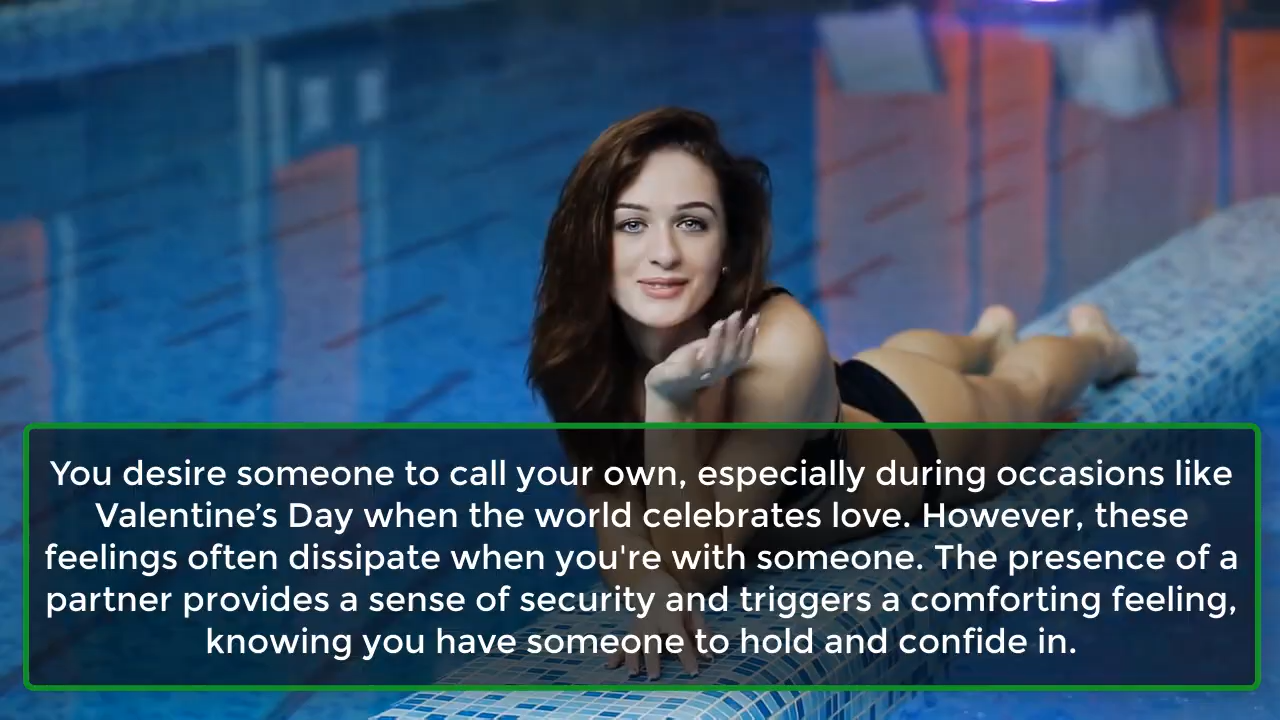 You desire someone to call your own, especially during occasions like
Valentine’s Day when the world celebrates love. However, these
feelings often dissipate when you're with someone. The presence of a
partner provides a sense of security and triggers a comforting feeling,
knowing you have someone to hold and confide in.